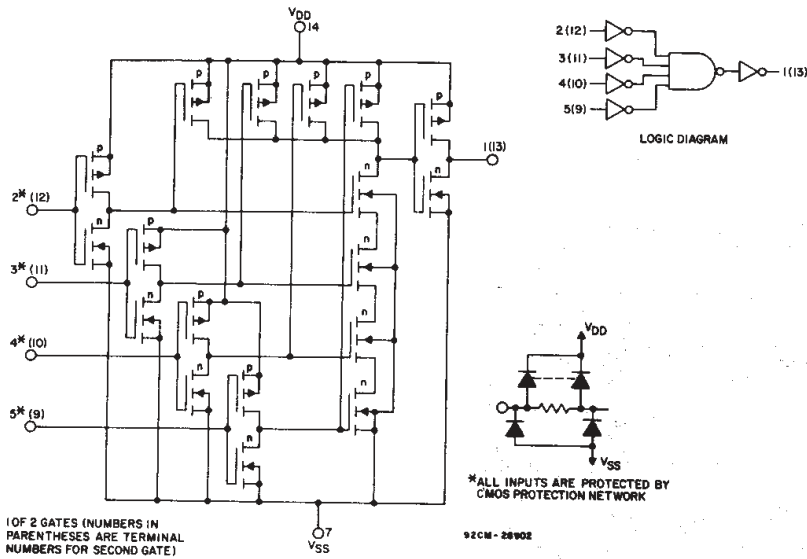 VDD
14
p
p
p
p
p
p
n
1(13)
n
p
2* (12)
n
p
n
3* (11)
n
p
n
4* (10)
n
p
n
5* (9)
n
7
VSS
1 OF 2 GATES (NUMBERS IN
PARENTHESES ARE TERMINAL
NUMBERS FOR SECOND GATE)
2(12)
3(11)
4(10)
5(9)
1(13)
LOGIC DIAGRAM
VDD
VSS
*ALL INPUTS ARE PROTECTED BY
CMOS PROTECTION NETWORK
92CM-28902